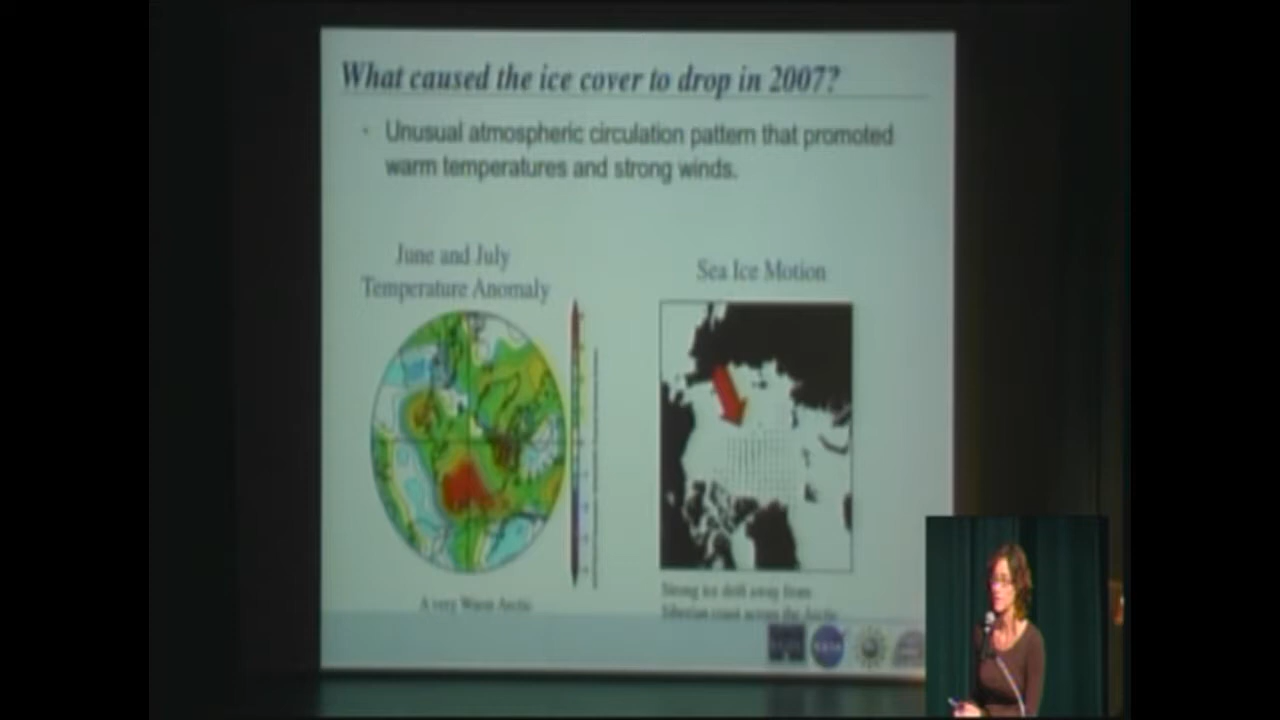 What caused the ice cover to drop in 2007?
• Unusual atmospheric circulation pattern that promoted
warm temperatures and strong winds.
June and July
Temperature Anomaly
Sea Ice Motion
A very Warm Arctic
Strong ice drift away from
Siberian coast across the Arctic
NASA